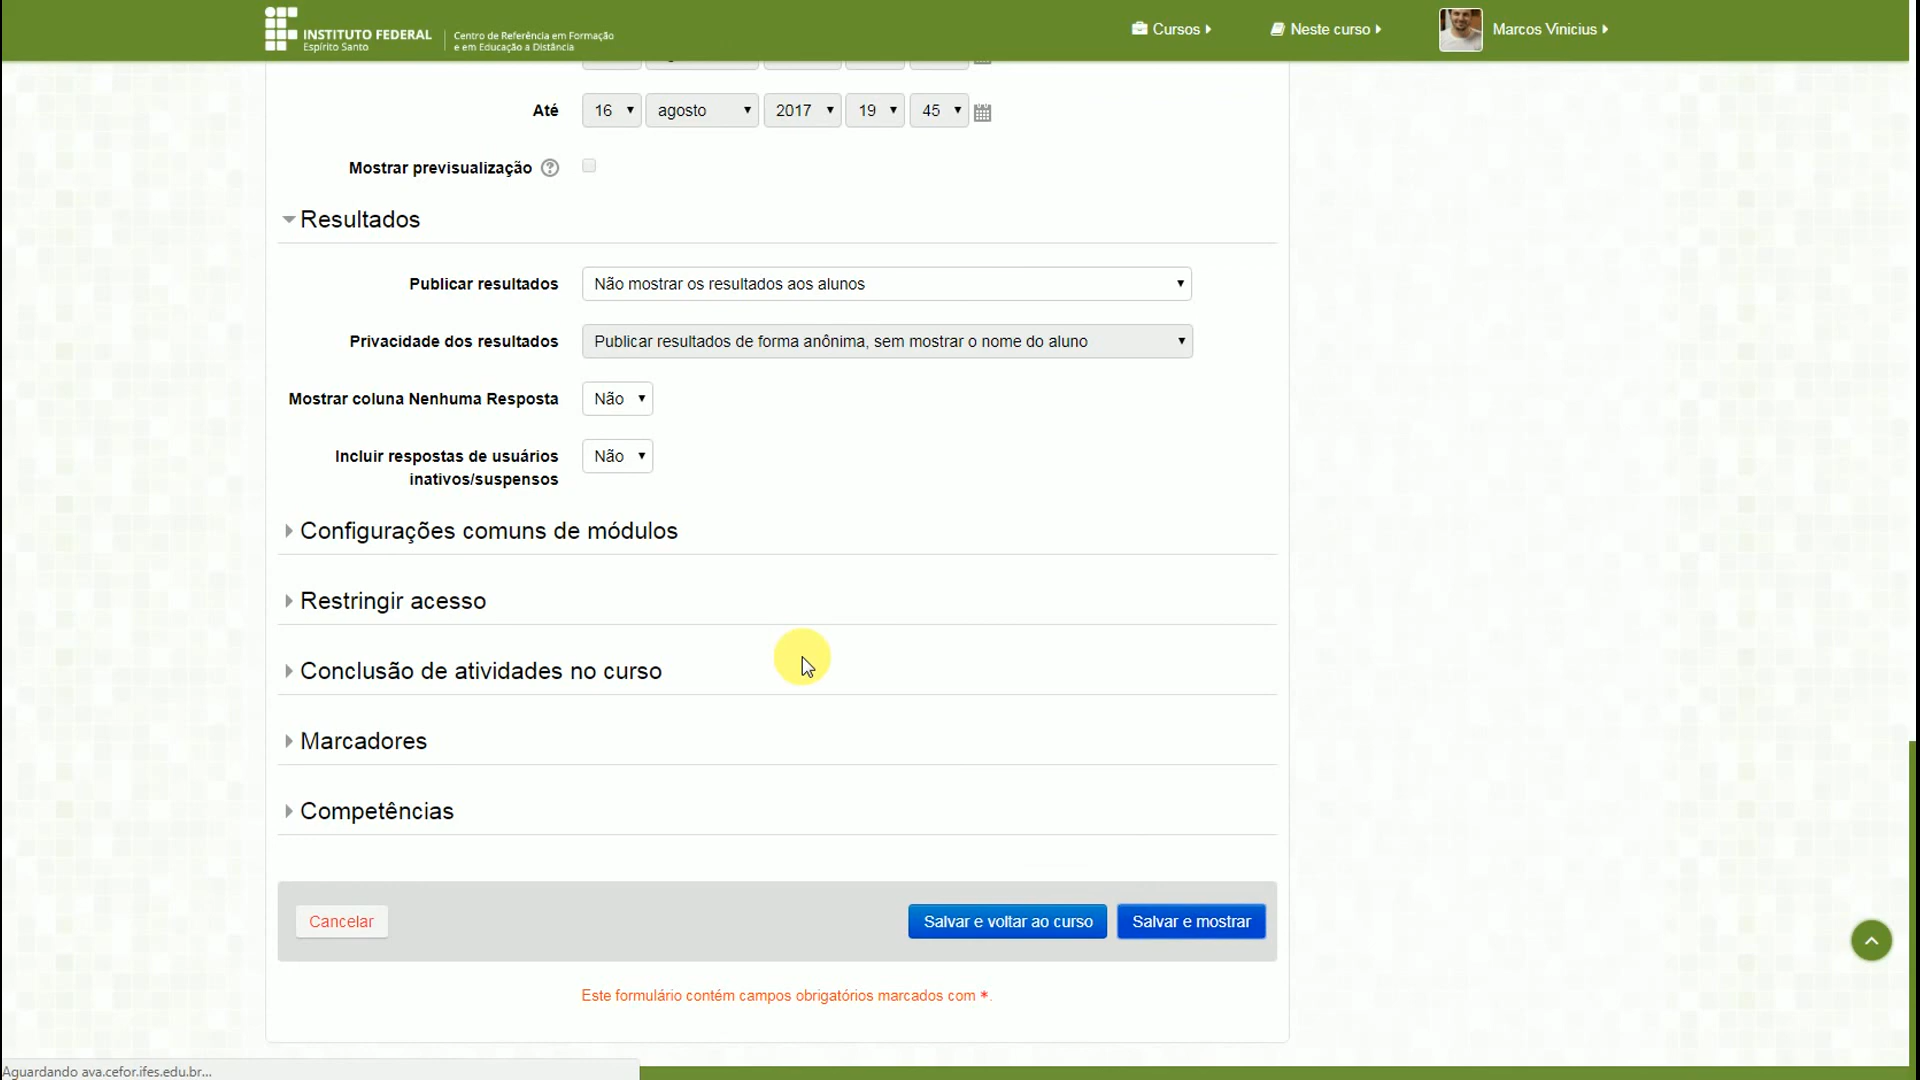 INSTITUTO FEDERAL
Espírito Santo
Centro de Referência em Formação
e em Educação a Distância
Cursos
Neste curso
Marcos Vinicius
Até
16
agosto
2017
19
45
Mostrar previsualização
Resultados
Publicar resultados
Não mostrar os resultados aos alunos
Privacidade dos resultados
Publicar resultados de forma anônima, sem mostrar o nome do aluno
Mostrar coluna Nenhuma Resposta
Não
Incluir respostas de usuários
inativos/suspensos
Não
Configurações comuns de módulos
Restringir acesso
Conclusão de atividades no curso
Marcadores
Competências
Cancelar
Salvar e voltar ao curso
Salvar e mostrar
Este formulário contém campos obrigatórios marcados com *.
Aguardando ava.cefor.ifes.edu.br...